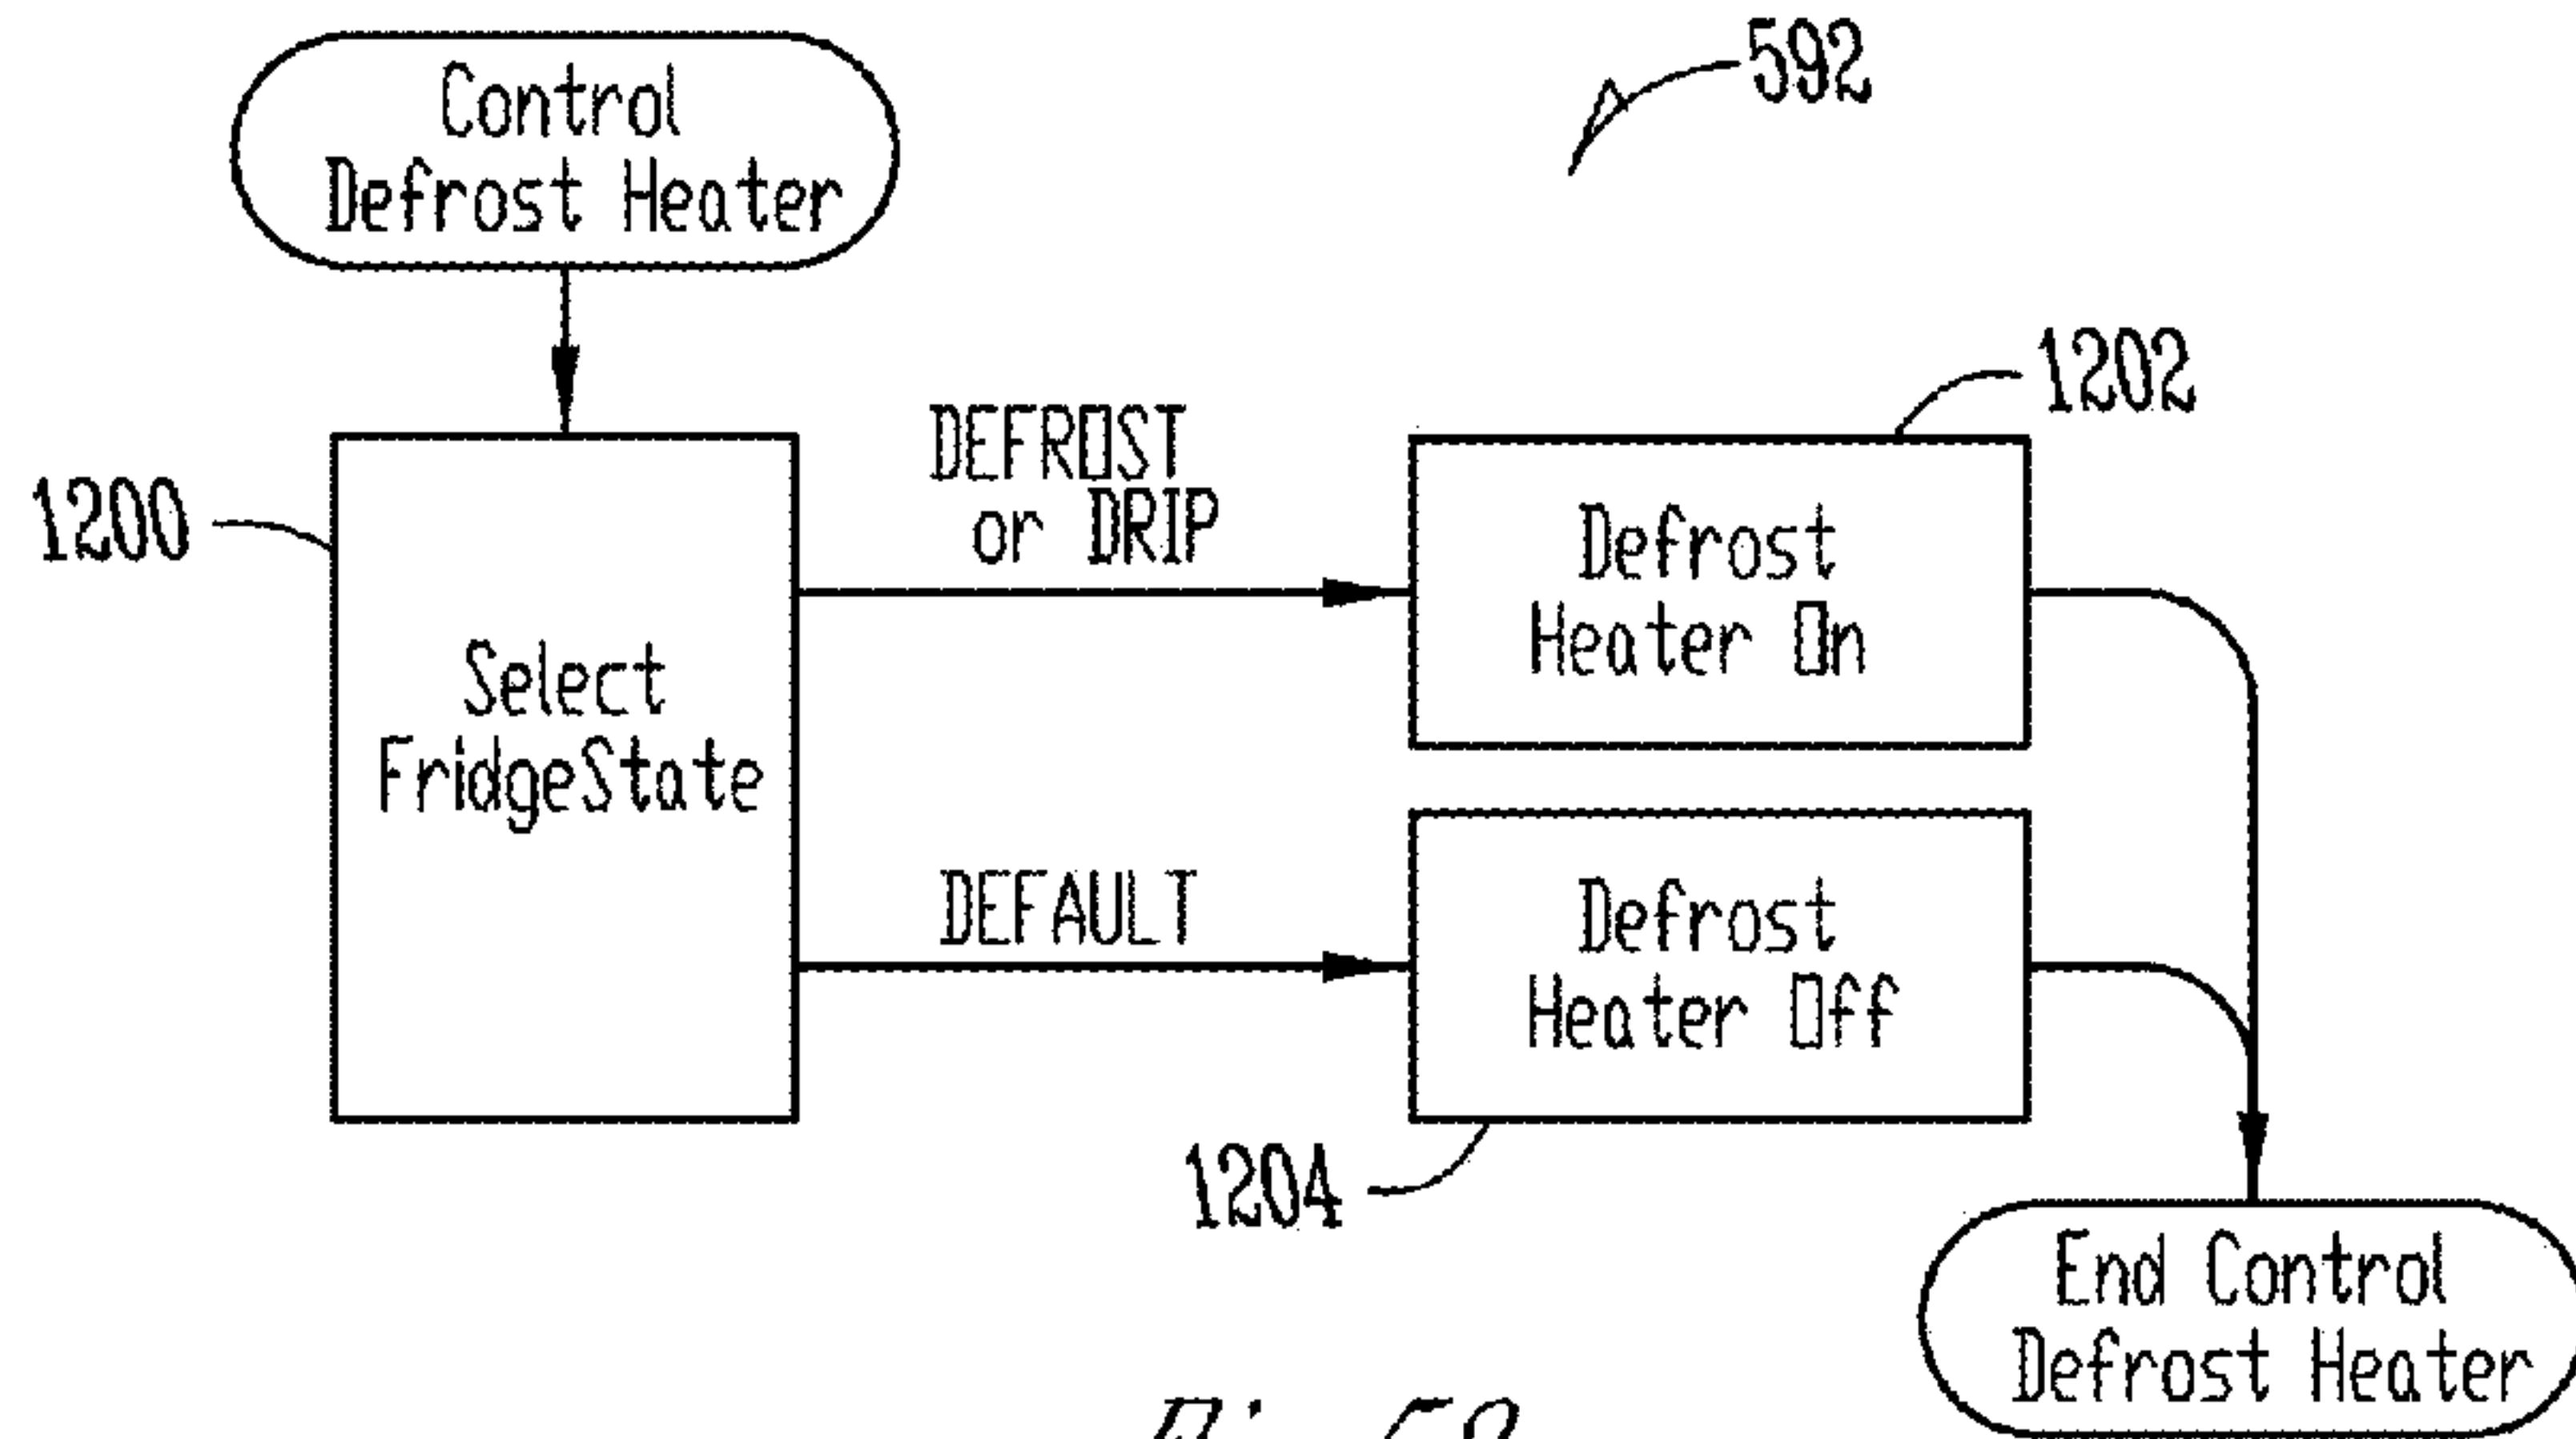 Control
Defrost Heater
592
1200
Select
FridgeState
DEFROST
or DRIP
1202
Defrost
Heater On
DEFAULT
Defrost
Heater Off
1204
End Control
Defrost Heater